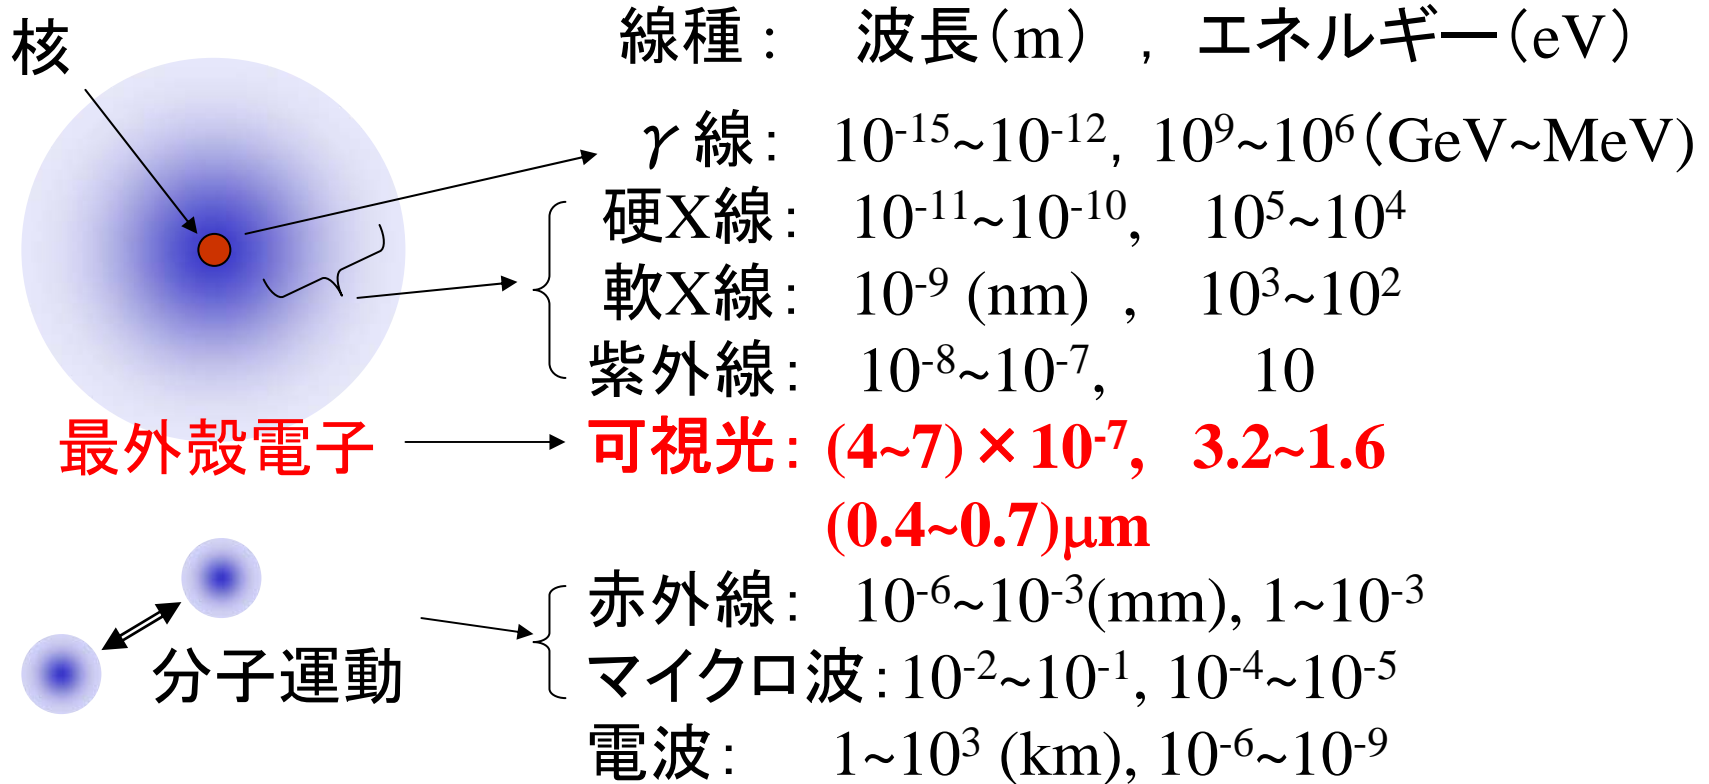 核
線種： 波長（m）, エネルギー（eV）
γ線： 10⁻¹⁵~10⁻¹², 10⁹~10⁶（GeV~MeV)
硬X線： 10⁻¹¹~10⁻¹⁰, 10⁵~10⁴
軟X線： 10⁻⁹ (nm) , 10³~10²
紫外線： 10⁻⁸~10⁻⁷, 10
最外殻電子
可視光： (4~7)×10⁻⁷, 3.2~1.6
(0.4~0.7)μm
赤外線： 10⁻⁶~10⁻³(mm), 1~10⁻³
分子運動
マイクロ波：10⁻²~10⁻¹, 10⁻⁴~10⁻⁵
電波： 1~10³ (km), 10⁻⁶~10⁻⁹